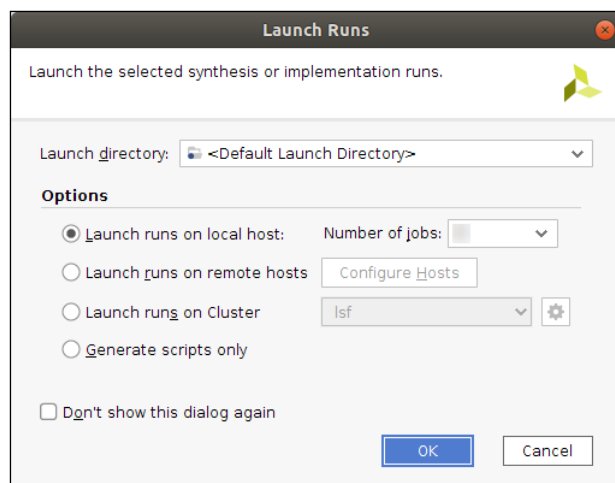 Launch Runs
Launch the selected synthesis or implementation runs.
Launch directory: <Default Launch Directory>
Options
Launch runs on local host: Number of jobs:
Launch runs on remote hosts Configure Hosts
Launch runs on Cluster lsf
Generate scripts only
Don't show this dialog again
OK Cancel